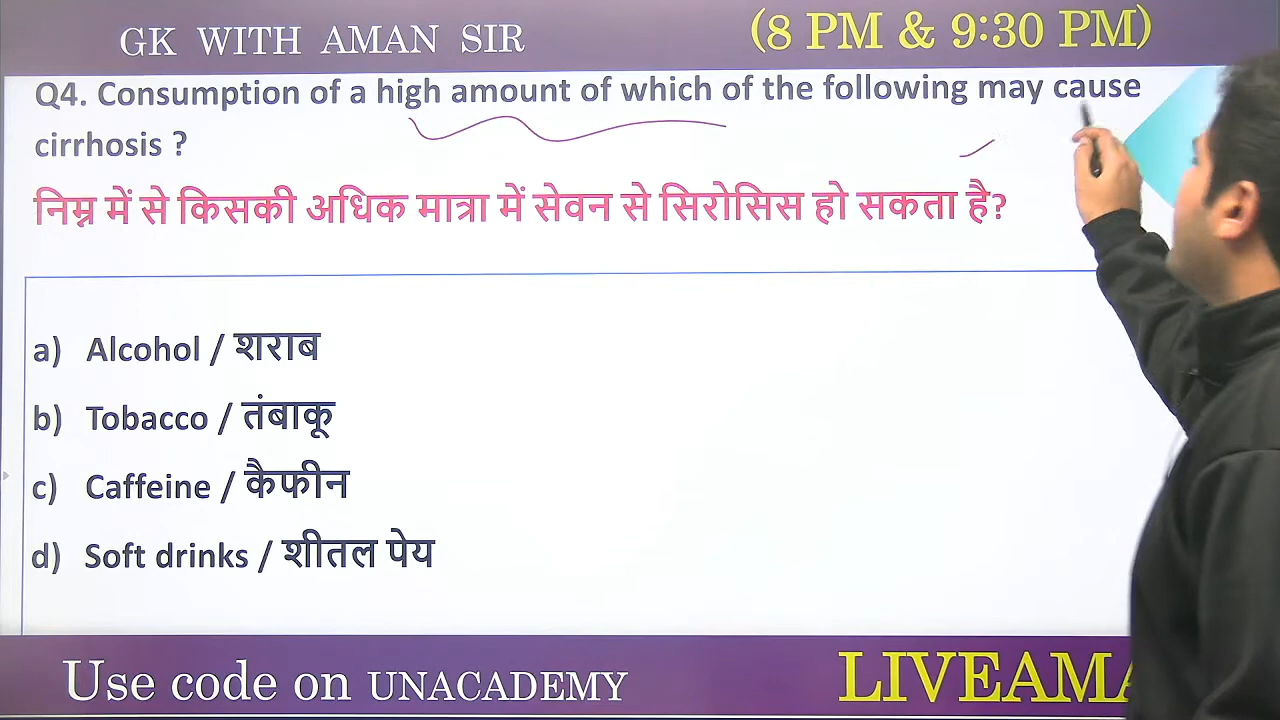 GK WITH AMAN SIR
(8 PM & 9:30 PM)
Q4. Consumption of a high amount of which of the following may cause
cirrhosis ?
निम्न में से किसकी अधिक मात्रा में सेवन से सिरोसिस हो सकता है?
a) Alcohol / शराब
b) Tobacco / तंबाकू
c) Caffeine / कैफीन
d) Soft drinks / शीतल पेय
Use code on UNACADEMY